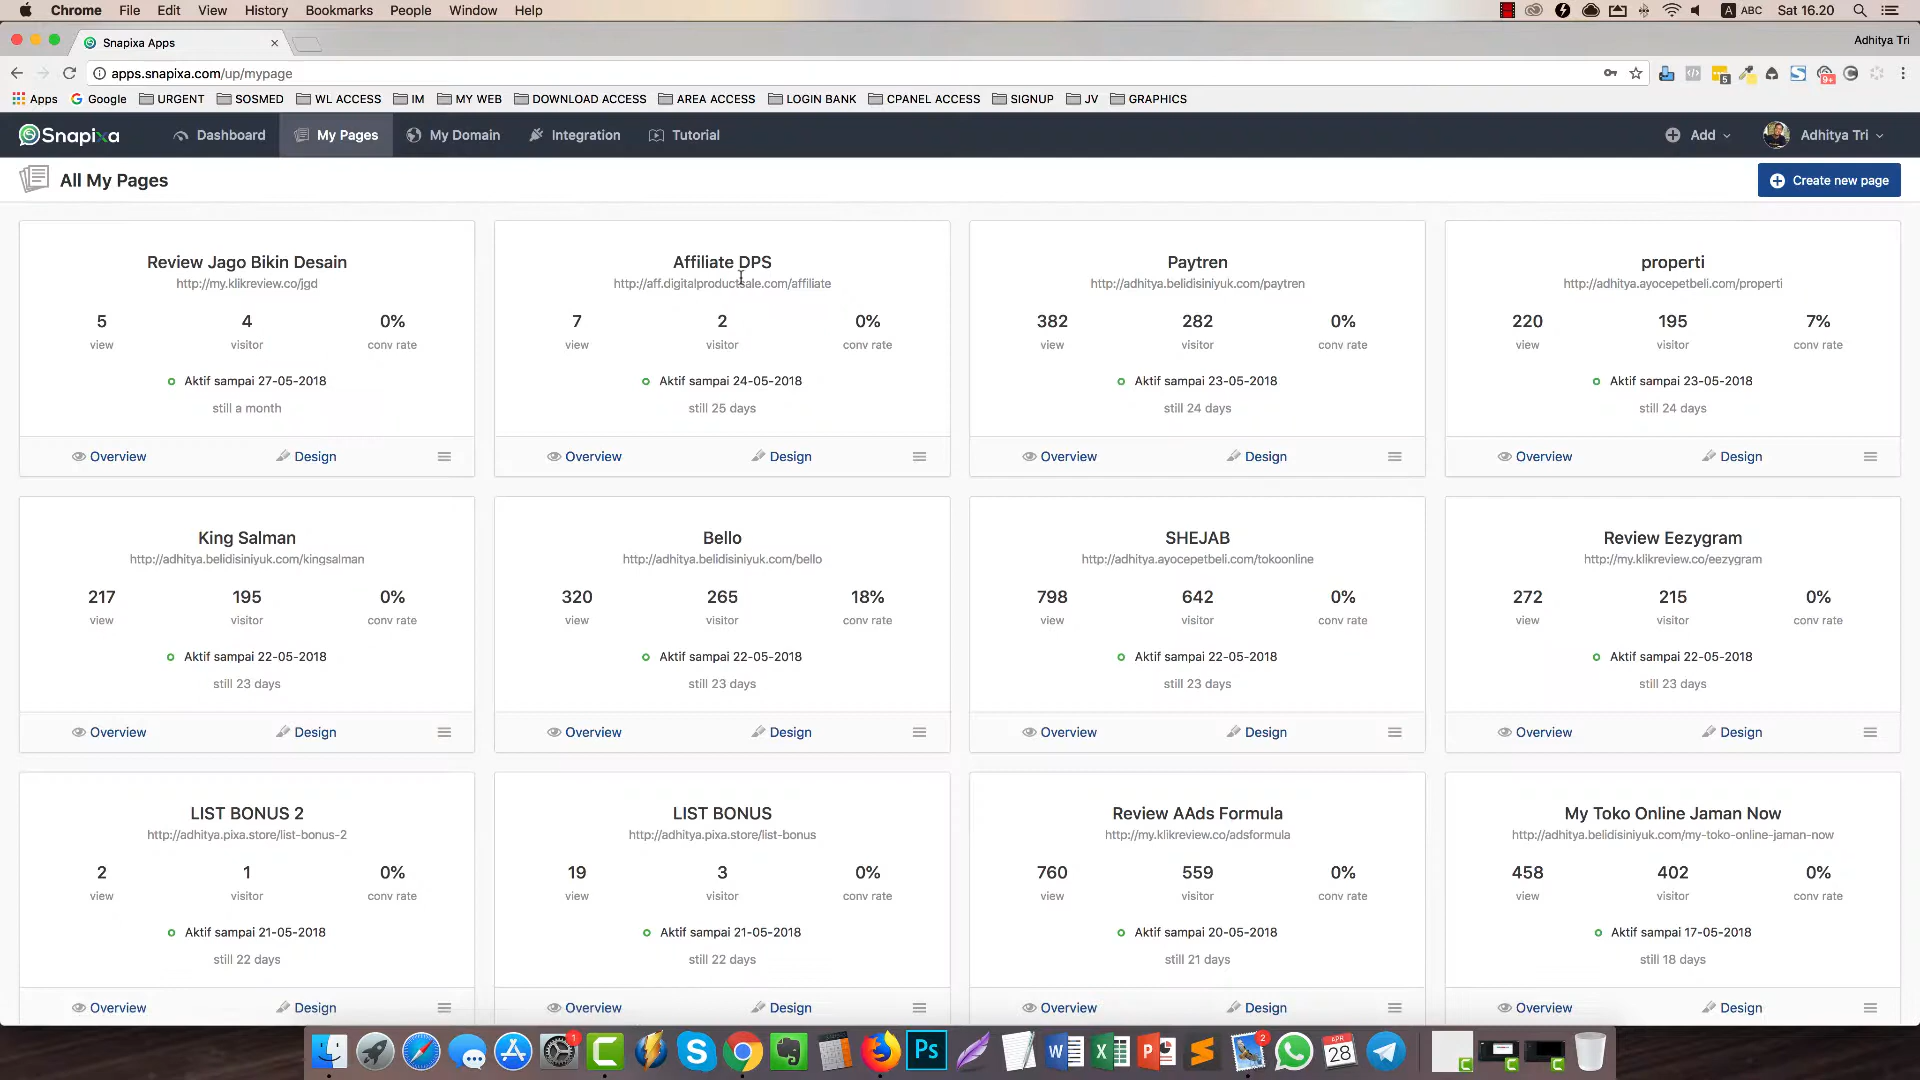 Chrome File Edit View History Bookmarks People Window Help
A ABC Sat 16.20
Snapixa Apps
Adhitya Tri
apps.snapixa.com/up/mypage
Apps Google URGENT SOSMED WL ACCESS IM MY WEB DOWNLOAD ACCESS AREA ACCESS LOGIN BANK CPANEL ACCESS SIGNUP JV GRAPHICS
Snapixa Dashboard My Pages My Domain Integration Tutorial Add Adhitya Tri
All My Pages
Create new page
Review Jago Bikin Desain
http://my.klikreview.co/jgd
5 4 0%
view visitor conv rate
Aktif sampai 27-05-2018
still a month
Overview Design
Affiliate DPS
http://aff.digitalproductsale.com/affiliate
7 2 0%
view visitor conv rate
Aktif sampai 24-05-2018
still 25 days
Overview Design
Paytren
http://adhitya.belidisiniyuk.com/paytren
382 282 0%
view visitor conv rate
Aktif sampai 23-05-2018
still 24 days
Overview Design
properti
http://adhitya.ayocepetbeli.com/properti
220 195 7%
view visitor conv rate
Aktif sampai 23-05-2018
still 24 days
Overview Design
King Salman
http://adhitya.belidisiniyuk.com/kingsalman
217 195 0%
view visitor conv rate
Aktif sampai 22-05-2018
still 23 days
Overview Design
Bello
http://adhitya.belidisiniyuk.com/bello
320 265 18%
view visitor conv rate
Aktif sampai 22-05-2018
still 23 days
Overview Design
SHEJAB
http://adhitya.ayocepetbeli.com/tokoonline
798 642 0%
view visitor conv rate
Aktif sampai 22-05-2018
still 23 days
Overview Design
Review Eezygram
http://my.klikreview.co/eezygram
272 215 0%
view visitor conv rate
Aktif sampai 22-05-2018
still 23 days
Overview Design
LIST BONUS 2
http://adhitya.pixa.store/list-bonus-2
2 1 0%
view visitor conv rate
Aktif sampai 21-05-2018
still 22 days
Overview Design
LIST BONUS
http://adhitya.pixa.store/list-bonus
19 3 0%
view visitor conv rate
Aktif sampai 21-05-2018
still 22 days
Overview Design
Review AAds Formula
http://my.klikreview.co/adsformula
760 559 0%
view visitor conv rate
Aktif sampai 20-05-2018
still 21 days
Overview Design
My Toko Online Jaman Now
http://adhitya.belidisiniyuk.com/my-toko-online-jaman-now
458 402 0%
view visitor conv rate
Aktif sampai 17-05-2018
still 18 days
Overview Design
Ps
APR
28